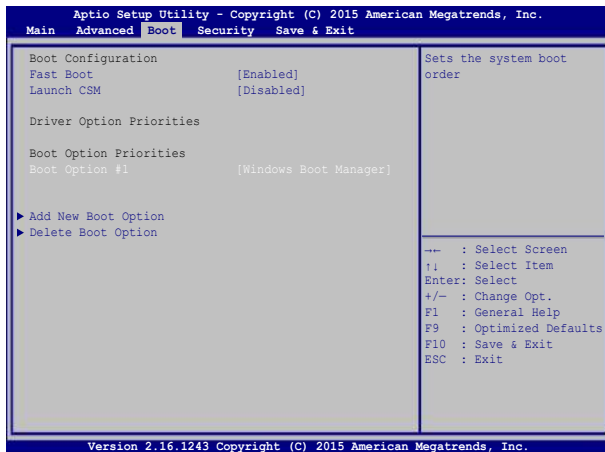 Aptio Setup Utility - Copyright (C) 2015 American Megatrends, Inc.
Main Advanced Boot Security Save & Exit
Boot Configuration
Fast Boot [Enabled]
Launch CSM [Disabled]
Driver Option Priorities
Boot Option Priorities
Boot Option #1 [Windows Boot Manager]
▶ Add New Boot Option
▶ Delete Boot Option
Sets the system boot
order
→← : Select Screen
↑↓ : Select Item
Enter: Select
+/— : Change Opt.
F1 : General Help
F9 : Optimized Defaults
F10 : Save & Exit
ESC : Exit
Version 2.16.1243 Copyright (C) 2015 American Megatrends, Inc.